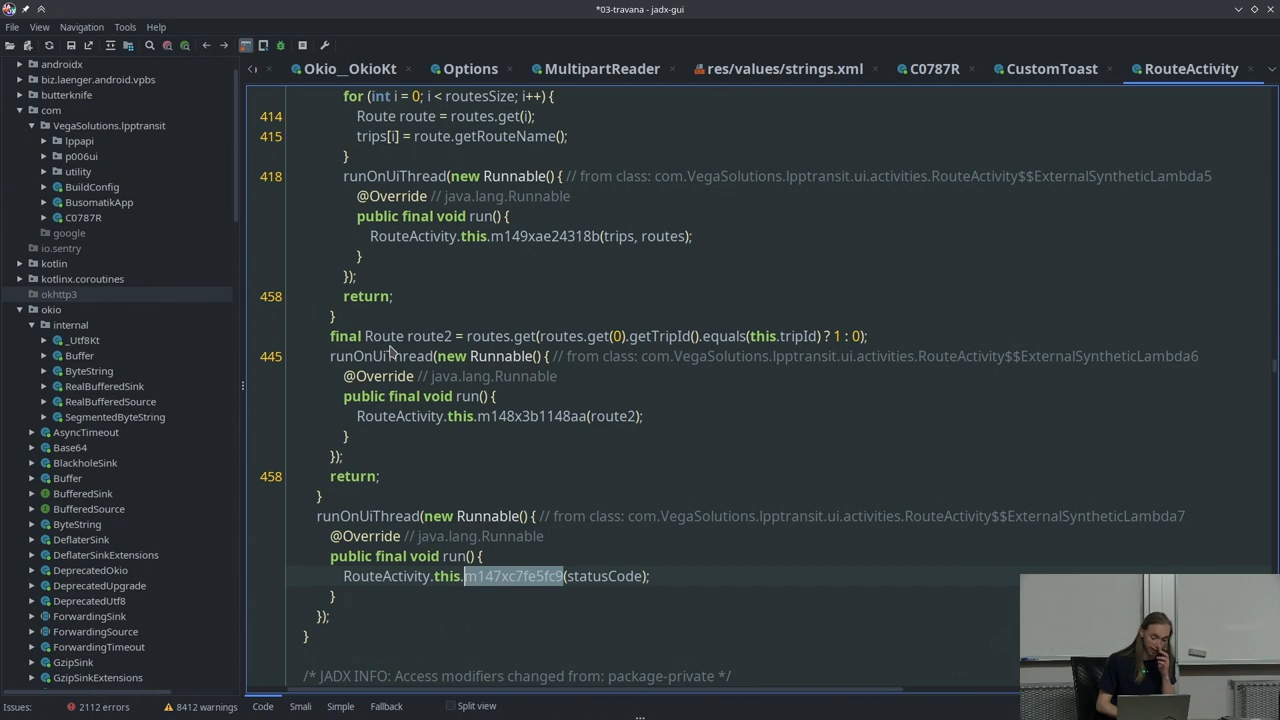 *03-travana - jadx-gui
File View Navigation Tools Help
androidx
biz.laenger.android.vpbs
butterknife
com
VegaSolutions.lpptransit
lppapi
p006ui
utility
BuildConfig
BusomatikApp
C0787R
google
io.sentry
kotlin
kotlinx.coroutines
okhttp3
okio
internal
_Utf8Kt
Buffer
ByteString
RealBufferedSink
RealBufferedSource
SegmentedByteString
AsyncTimeout
Base64
BlackholeSink
Buffer
BufferedSink
BufferedSource
ByteString
DeflaterSink
DeflaterSinkExtensions
DeprecatedOkio
DeprecatedUpgrade
DeprecatedUtf8
ForwardingSink
ForwardingSource
ForwardingTimeout
GzipSink
GzipSinkExtensions
Okio__OkioKt Options MultipartReader res/values/strings.xml C0787R CustomToast RouteActivity
for (int i = 0; i < routesSize; i++) {
414 Route route = routes.get(i);
415 trips[i] = route.getRouteName();
}
418 runOnUiThread(new Runnable() { // from class: com.VegaSolutions.lpptransit.ui.activities.RouteActivity$$ExternalSyntheticLambda5
@Override // java.lang.Runnable
public final void run() {
RouteActivity.this.m149xae24318b(trips, routes);
}
});
458 return;
}
final Route route2 = routes.get(routes.get(0).getTripId().equals(this.tripId) ? 1 : 0);
445 runOnUiThread(new Runnable() { // from class: com.VegaSolutions.lpptransit.ui.activities.RouteActivity$$ExternalSyntheticLambda6
@Override // java.lang.Runnable
public final void run() {
RouteActivity.this.m148x3b1148aa(route2);
}
});
458 return;
}
runOnUiThread(new Runnable() { // from class: com.VegaSolutions.lpptransit.ui.activities.RouteActivity$$ExternalSyntheticLambda7
@Override // java.lang.Runnable
public final void run() {
RouteActivity.this.m147xc7fe5fc9(statusCode);
}
});
}
/* JADX INFO: Access modifiers changed from: package-private */
Issues: 2112 errors 8412 warnings Code Smali Simple Fallback Split view